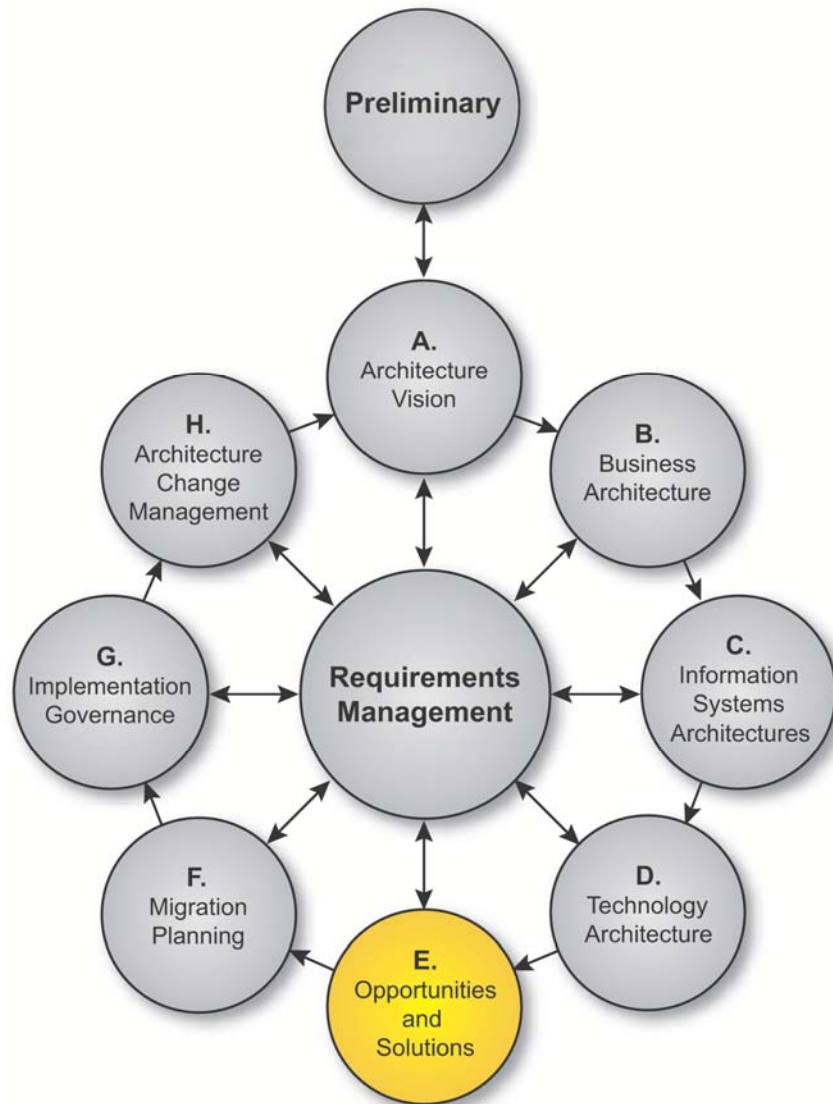 Preliminary
A.
Architecture
Vision
B.
Business
Architecture
C.
Information
Systems
Architectures
D.
Technology
Architecture
E.
Opportunities
and
Solutions
F.
Migration
Planning
G.
Implementation
Governance
H.
Architecture
Change
Management
Requirements
Management